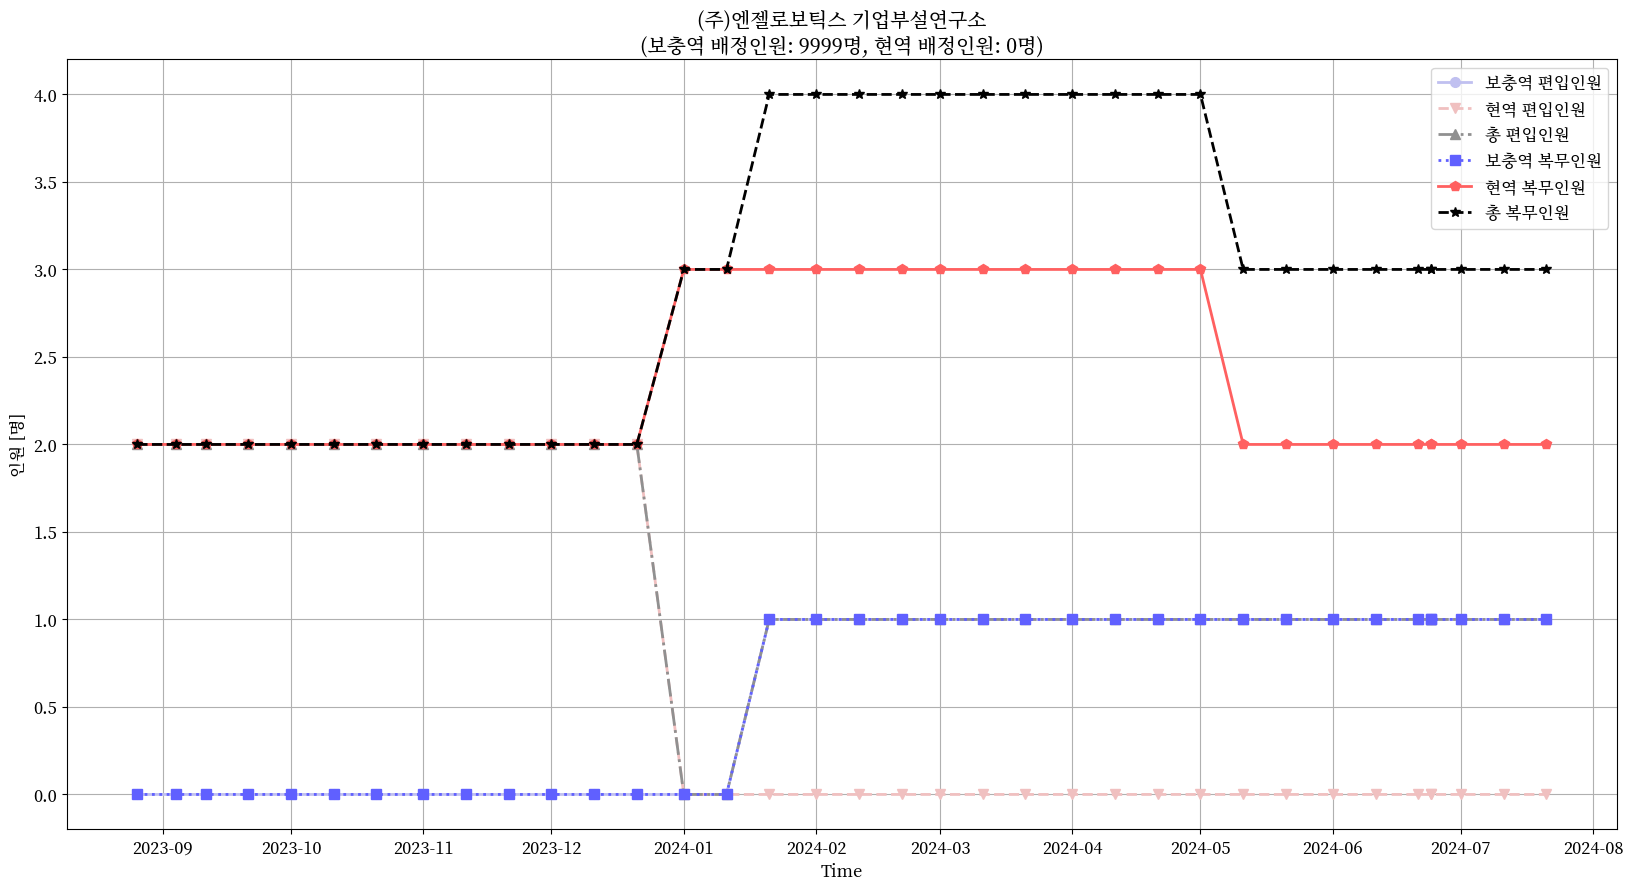 (주)엔젤로보틱스 기업부설연구소
(보충역 배정인원: 9999명, 현역 배정인원: 0명)
보충역 편입인원
현역 편입인원
총 편입인원
보충역 복무인원
현역 복무인원
총 복무인원
인원 [명]
4.0
3.5
3.0
2.5
2.0
1.5
1.0
0.5
0.0
2023-09 2023-10 2023-11 2023-12 2024-01 2024-02 2024-03 2024-04 2024-05 2024-06 2024-07 2024-08
Time